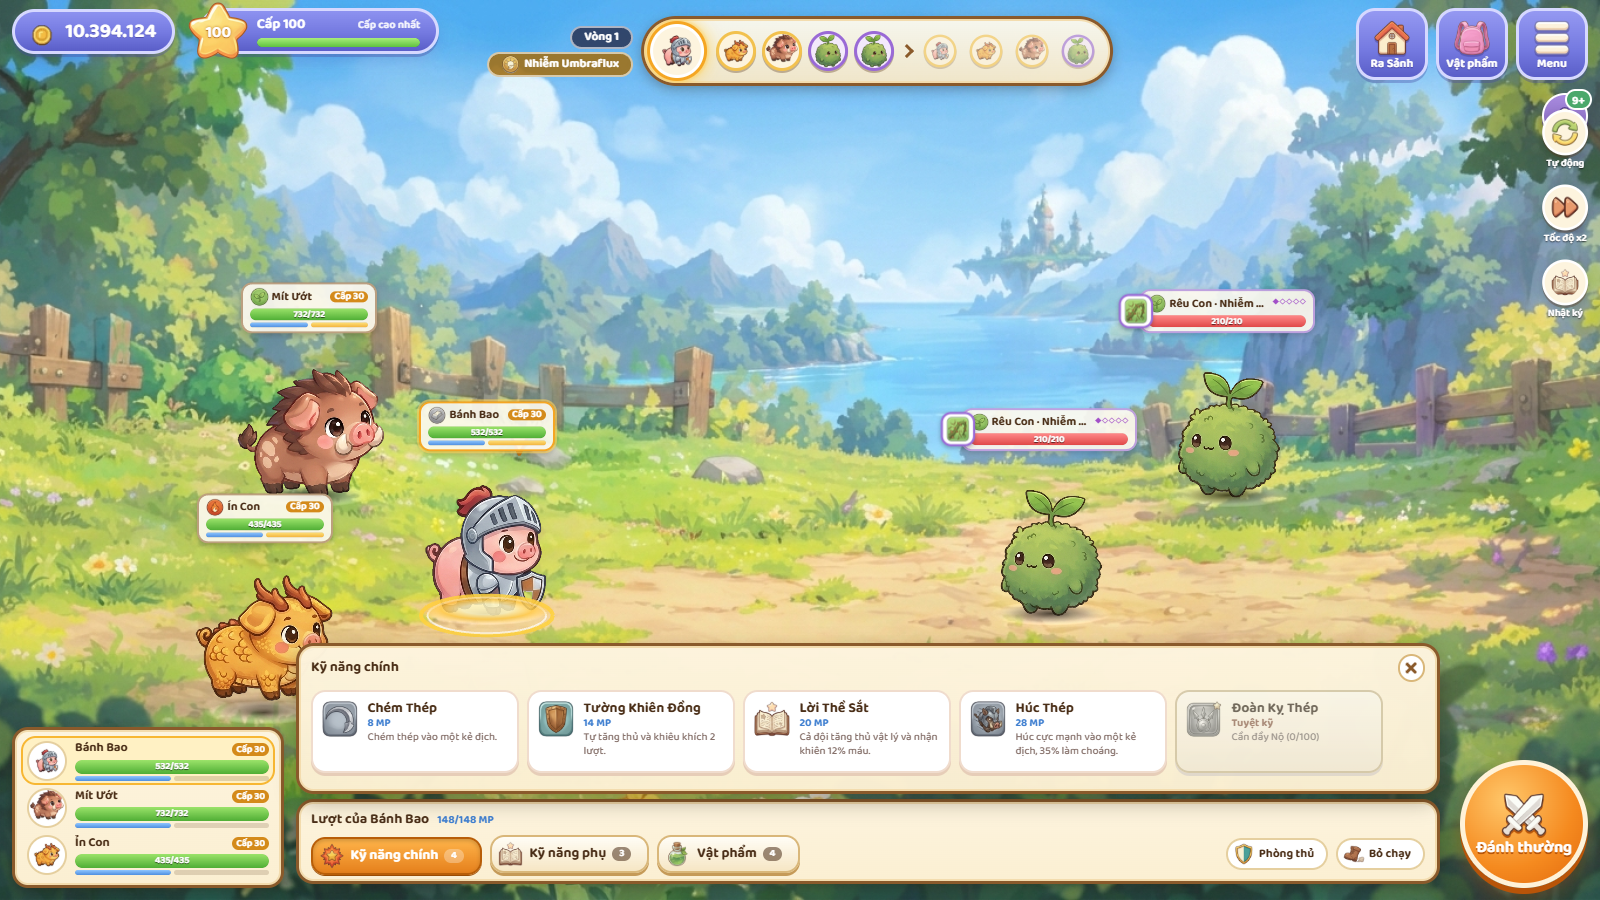 10.394.124
100
Cấp 100
Cấp cao nhất
Vòng 1
Nhiễm Umbraflux
Ra Sảnh
Vật phẩm
Menu
9+
Tự động
Tốc độ x2
Nhật ký
Mít Ướt
Cấp 30
732/732
Bánh Bao
Cấp 30
532/532
Ỉn Con
Cấp 30
435/435
Rêu Con · Nhiễm ...
210/210
Rêu Con · Nhiễm ...
210/210
Kỹ năng chính
Chém Thép
8 MP
Chém thép vào một kẻ địch.
Tường Khiên Đồng
14 MP
Tự tăng thủ và khiêu khích 2
lượt.
Lời Thề Sắt
20 MP
Cả đội tăng thủ vật lý và nhận
khiên 12% máu.
Húc Thép
28 MP
Húc cực mạnh vào một kẻ
địch, 35% làm choáng.
Đoàn Kỵ Thép
Tuyệt kỹ
Cần đầy Nộ (0/100)
Bánh Bao
Cấp 30
532/532
Mít Ướt
Cấp 30
732/732
Ỉn Con
Cấp 30
435/435
Lượt của Bánh Bao
148/148 MP
Kỹ năng chính 4
Kỹ năng phụ 3
Vật phẩm 4
Phòng thủ
Bỏ chạy
Đánh thường